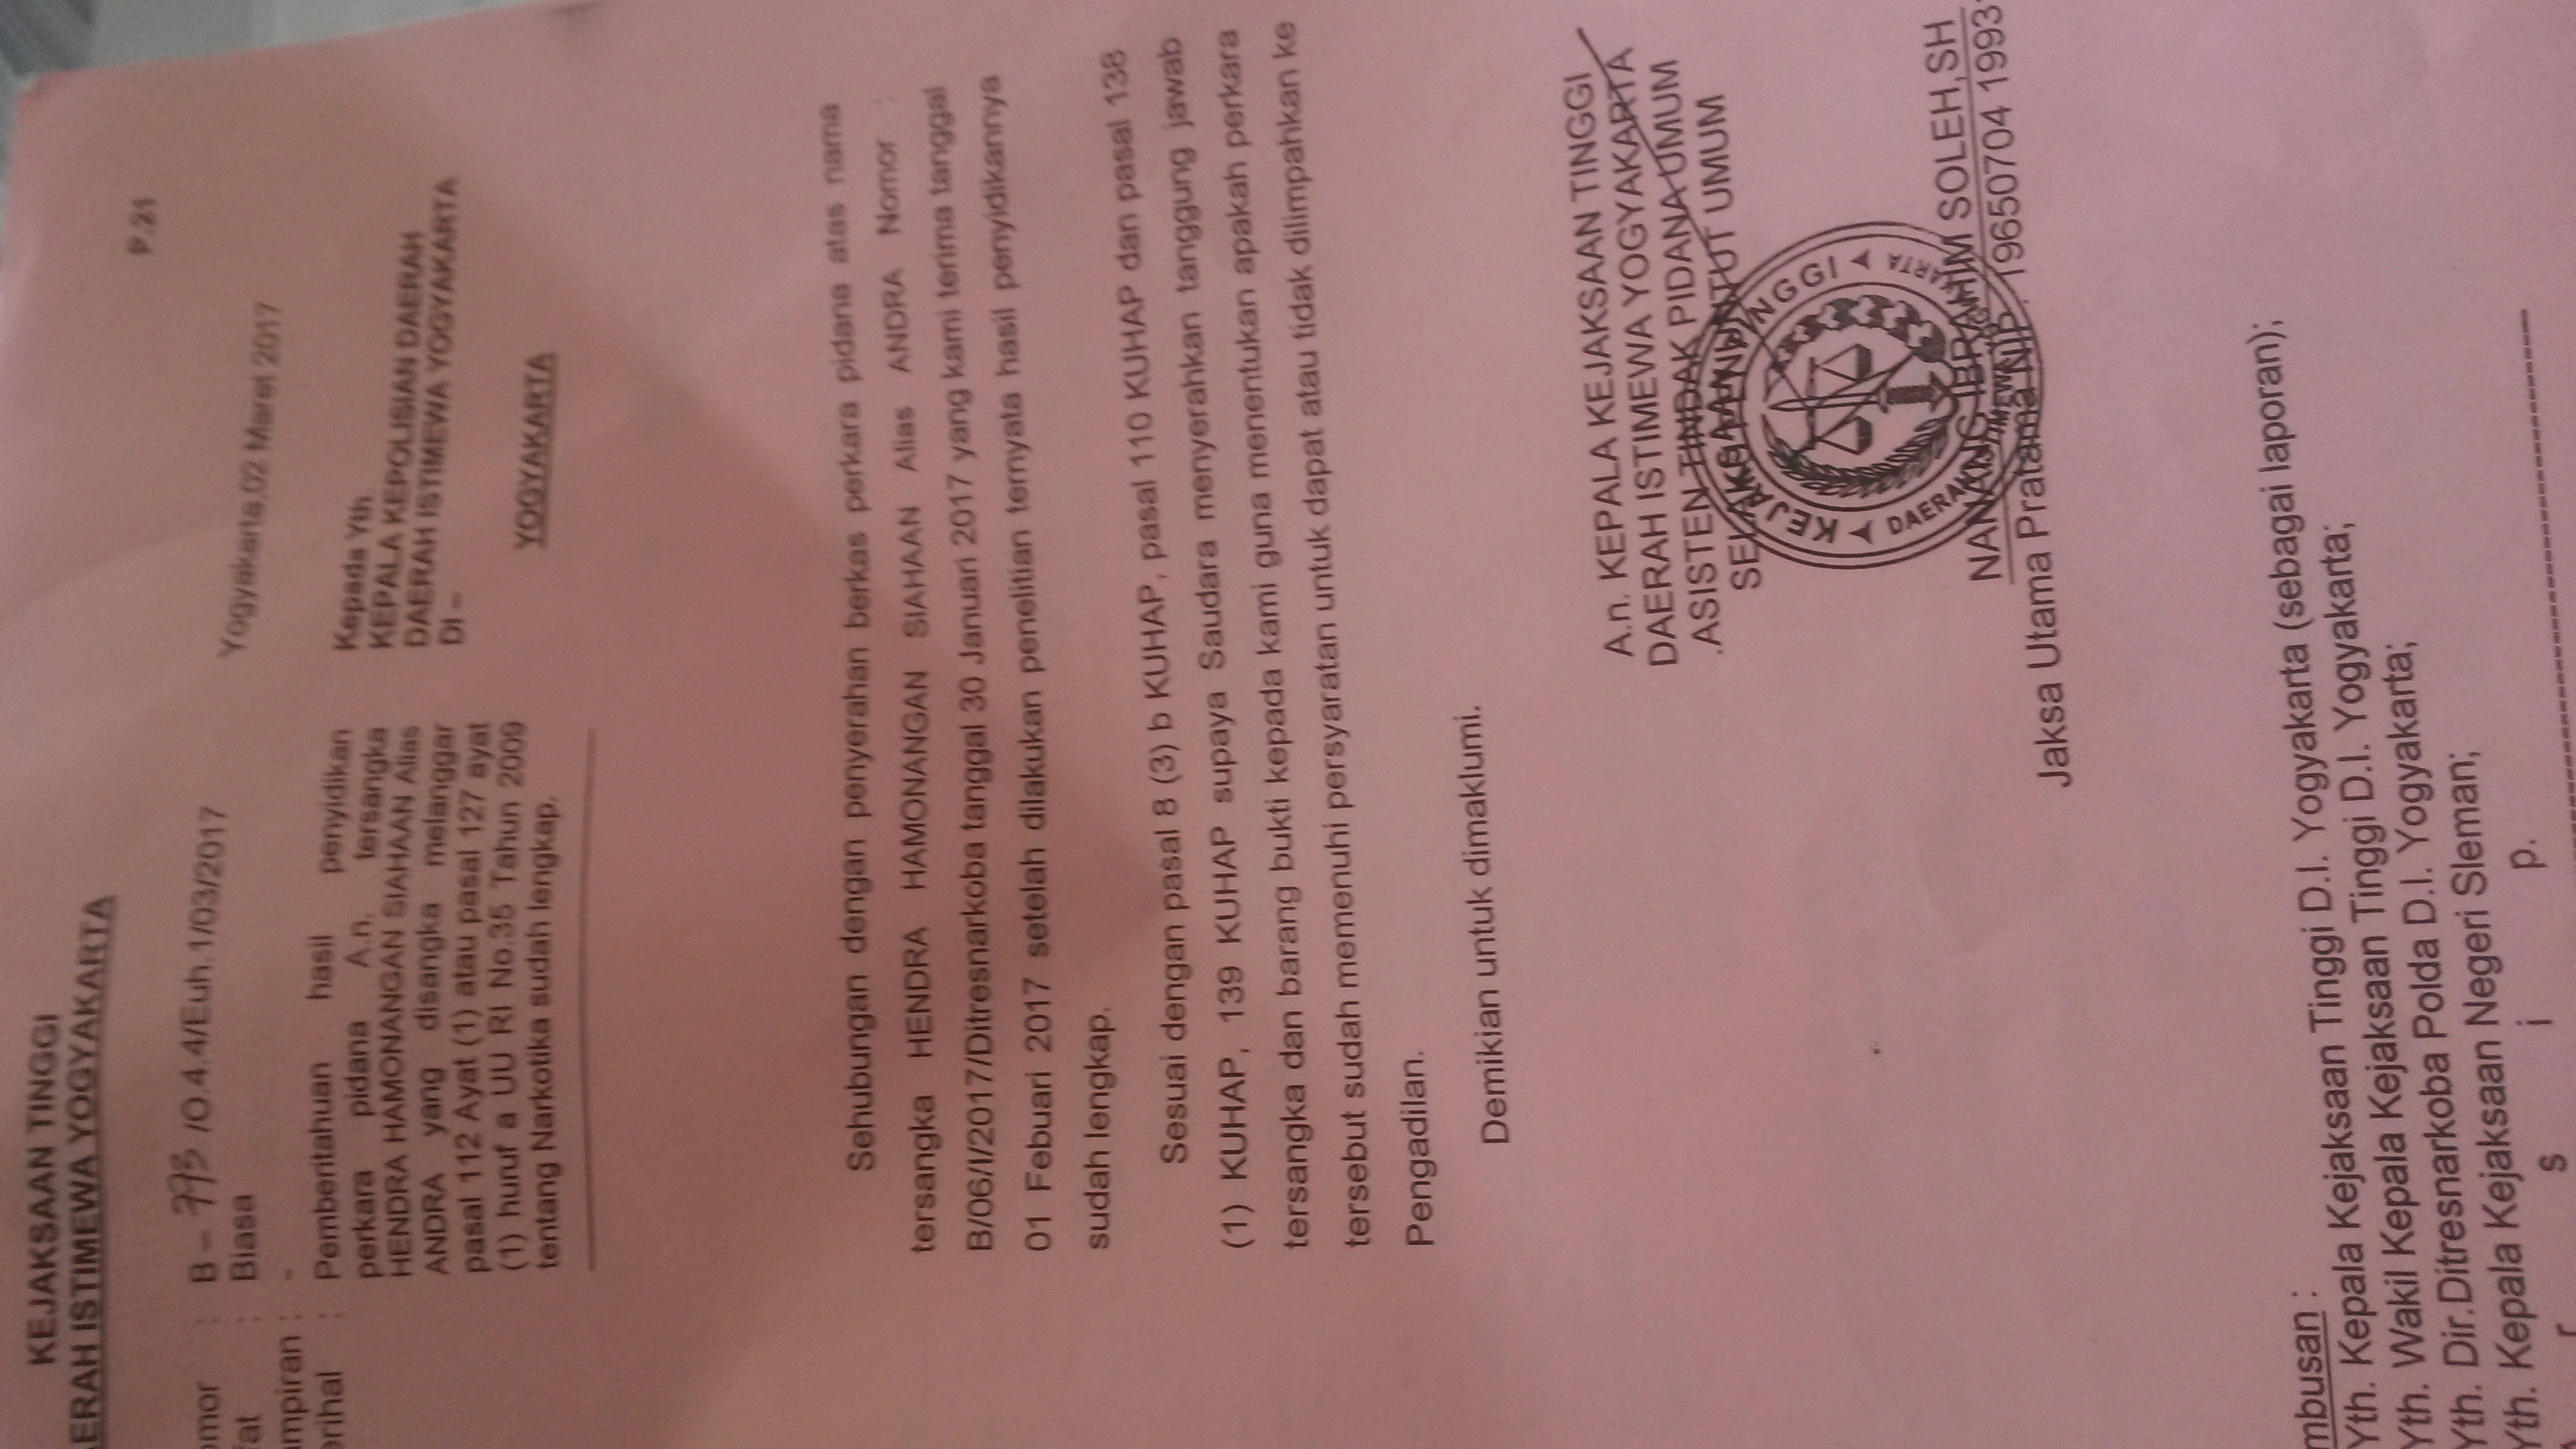 KEJAKSAAN TINGGI
AERAH ISTIMEWA YOGYAKARTA
P.21
omor : B – 773 /O.4.4/Euh.1/03/2017
fat : Biasa
Yogyakarta,02 Maret 2017
ampiran : -
erihal : Pemberitahuan hasil penyidikan
perkara pidana A.n. tersangka
HENDRA HAMONANGAN SIAHAAN Alias
ANDRA yang disangka melanggar
pasal 112 Ayat (1) atau pasal 127 ayat
(1) huruf a UU RI No.35 Tahun 2009
tentang Narkotika sudah lengkap.
Kepada Yth
KEPALA KEPOLISIAN DAERAH
DAERAH ISTIMEWA YOGYAKARTA
DI –
YOGYAKARTA
Sehubungan dengan penyerahan berkas perkara pidana atas nama
tersangka HENDRA HAMONANGAN SIAHAAN Alias ANDRA Nomor :
B/06/I/2017/Ditresnarkoba tanggal 30 Januari 2017 yang kami terima tanggal
01 Febuari 2017 setelah dilakukan penelitian ternyata hasil penyidikannya
sudah lengkap.
Sesuai dengan pasal 8 (3) b KUHAP, pasal 110 KUHAP dan pasal 138
(1) KUHAP, 139 KUHAP supaya Saudara menyerahkan tanggung jawab
tersangka dan barang bukti kepada kami guna menentukan apakah perkara
tersebut sudah memenuhi persyaratan untuk dapat atau tidak dilimpahkan ke
Pengadilan.
Demikian untuk dimaklumi.
A.n. KEPALA KEJAKSAAN TINGGI
DAERAH ISTIMEWA YOGYAKARTA
.ASISTEN TINDAK PIDANA UMUM
SELAKU PENUNTUT UMUM
KEJAKSAAN TINGGI
DAERAH ISTIMEWA YOGYAKARTA
NANANG IBRAHIM SOLEH,SH
Jaksa Utama Pratama NIP. 19650704 1993
mbusan :
Yth. Kepala Kejaksaan Tinggi D.I. Yogyakarta (sebagai laporan);
Yth. Wakil Kepala Kejaksaan Tinggi D.I. Yogyakarta;
Yth. Dir.Ditresnarkoba Polda D.I. Yogyakarta;
Yth. Kepala Kejaksaan Negeri Sleman;
r s i p.